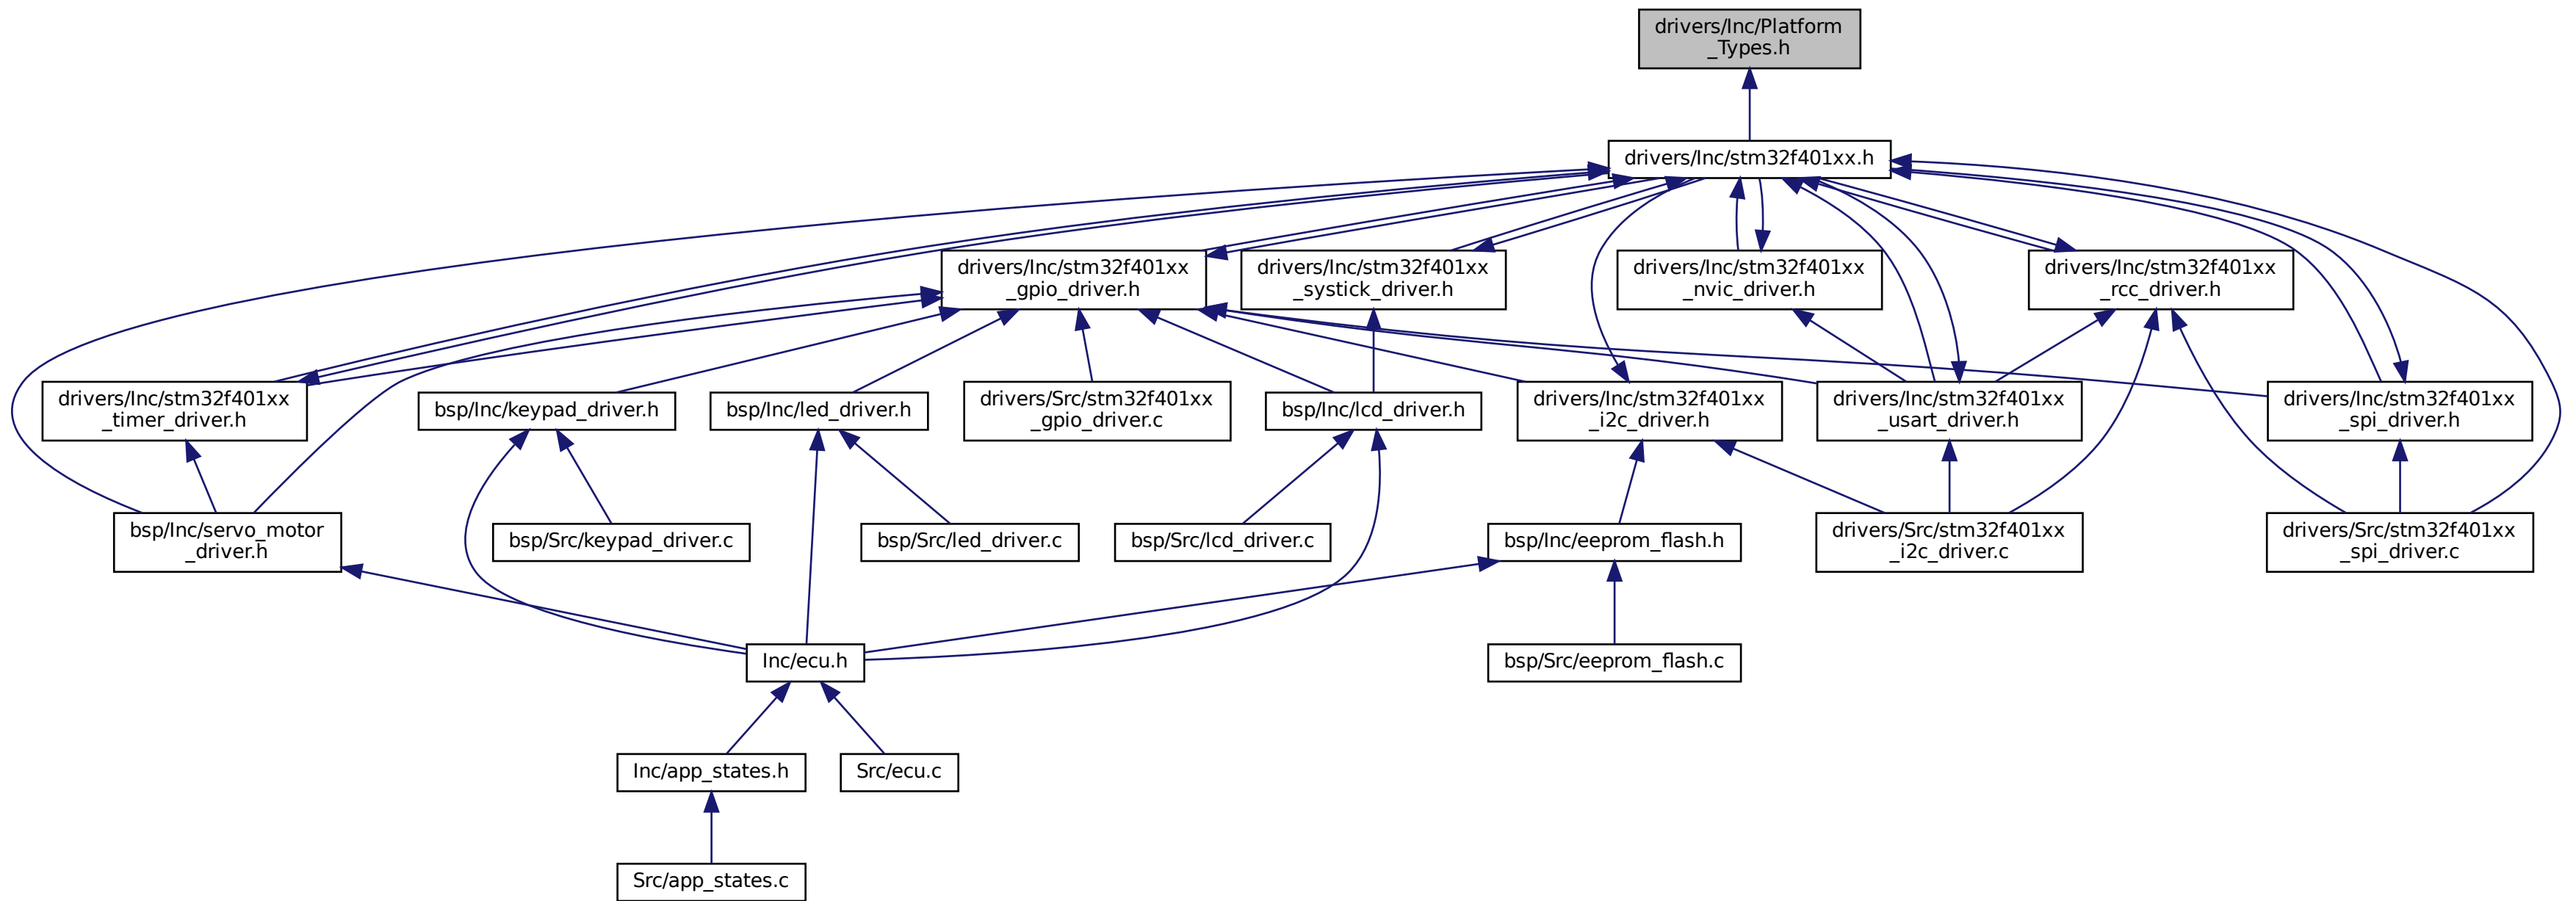 drivers/Inc/Platform
_Types.h
drivers/Inc/stm32f401xx.h
drivers/Inc/stm32f401xx
_gpio_driver.h
drivers/Inc/stm32f401xx
_systick_driver.h
drivers/Inc/stm32f401xx
_nvic_driver.h
drivers/Inc/stm32f401xx
_rcc_driver.h
drivers/Inc/stm32f401xx
_timer_driver.h
bsp/Inc/keypad_driver.h
bsp/Inc/led_driver.h
drivers/Src/stm32f401xx
_gpio_driver.c
bsp/Inc/lcd_driver.h
drivers/Inc/stm32f401xx
_i2c_driver.h
drivers/Inc/stm32f401xx
_usart_driver.h
drivers/Inc/stm32f401xx
_spi_driver.h
bsp/Inc/servo_motor
_driver.h
bsp/Src/keypad_driver.c
bsp/Src/led_driver.c
bsp/Src/lcd_driver.c
bsp/Inc/eeprom_flash.h
drivers/Src/stm32f401xx
_i2c_driver.c
drivers/Src/stm32f401xx
_spi_driver.c
Inc/ecu.h
bsp/Src/eeprom_flash.c
Inc/app_states.h
Src/ecu.c
Src/app_states.c